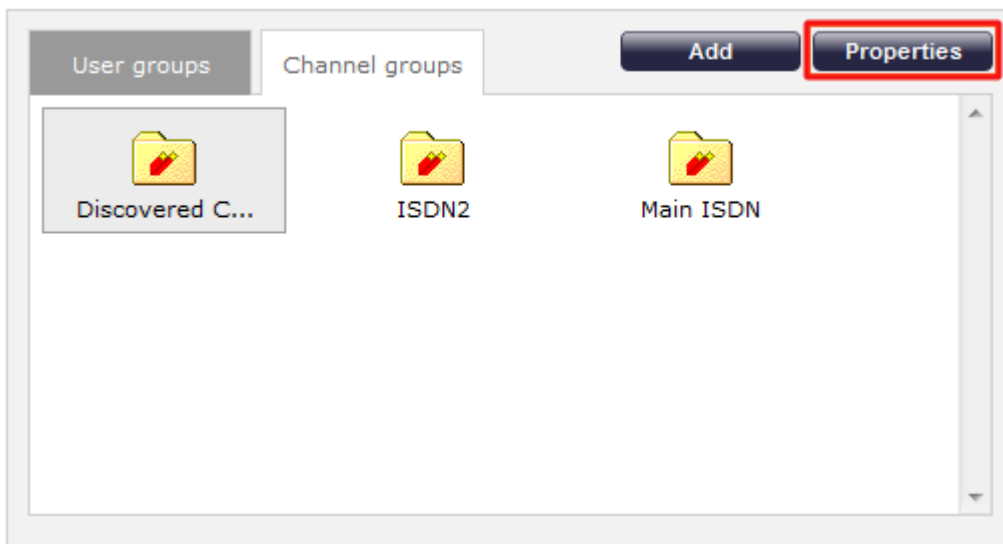 User groups
Channel groups
Add
Properties
Discovered C...
ISDN2
Main ISDN